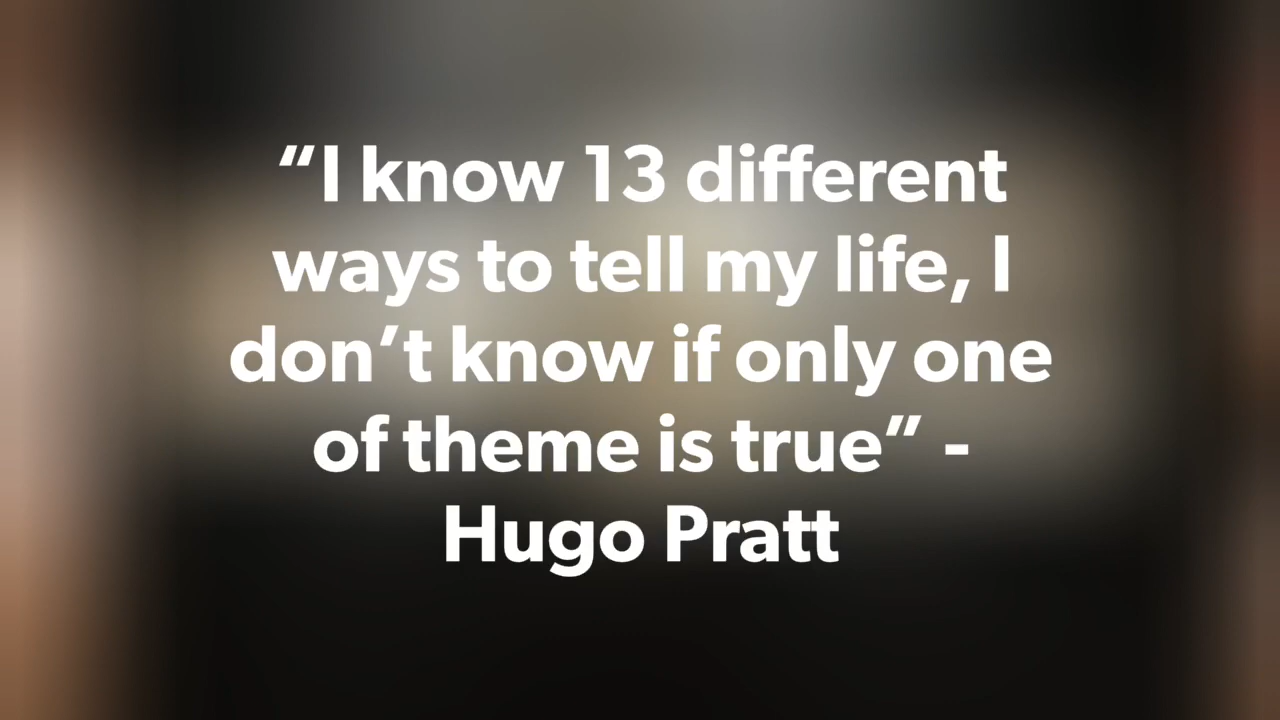 “I know 13 different
ways to tell my life, I
don’t know if only one
of theme is true” -
Hugo Pratt